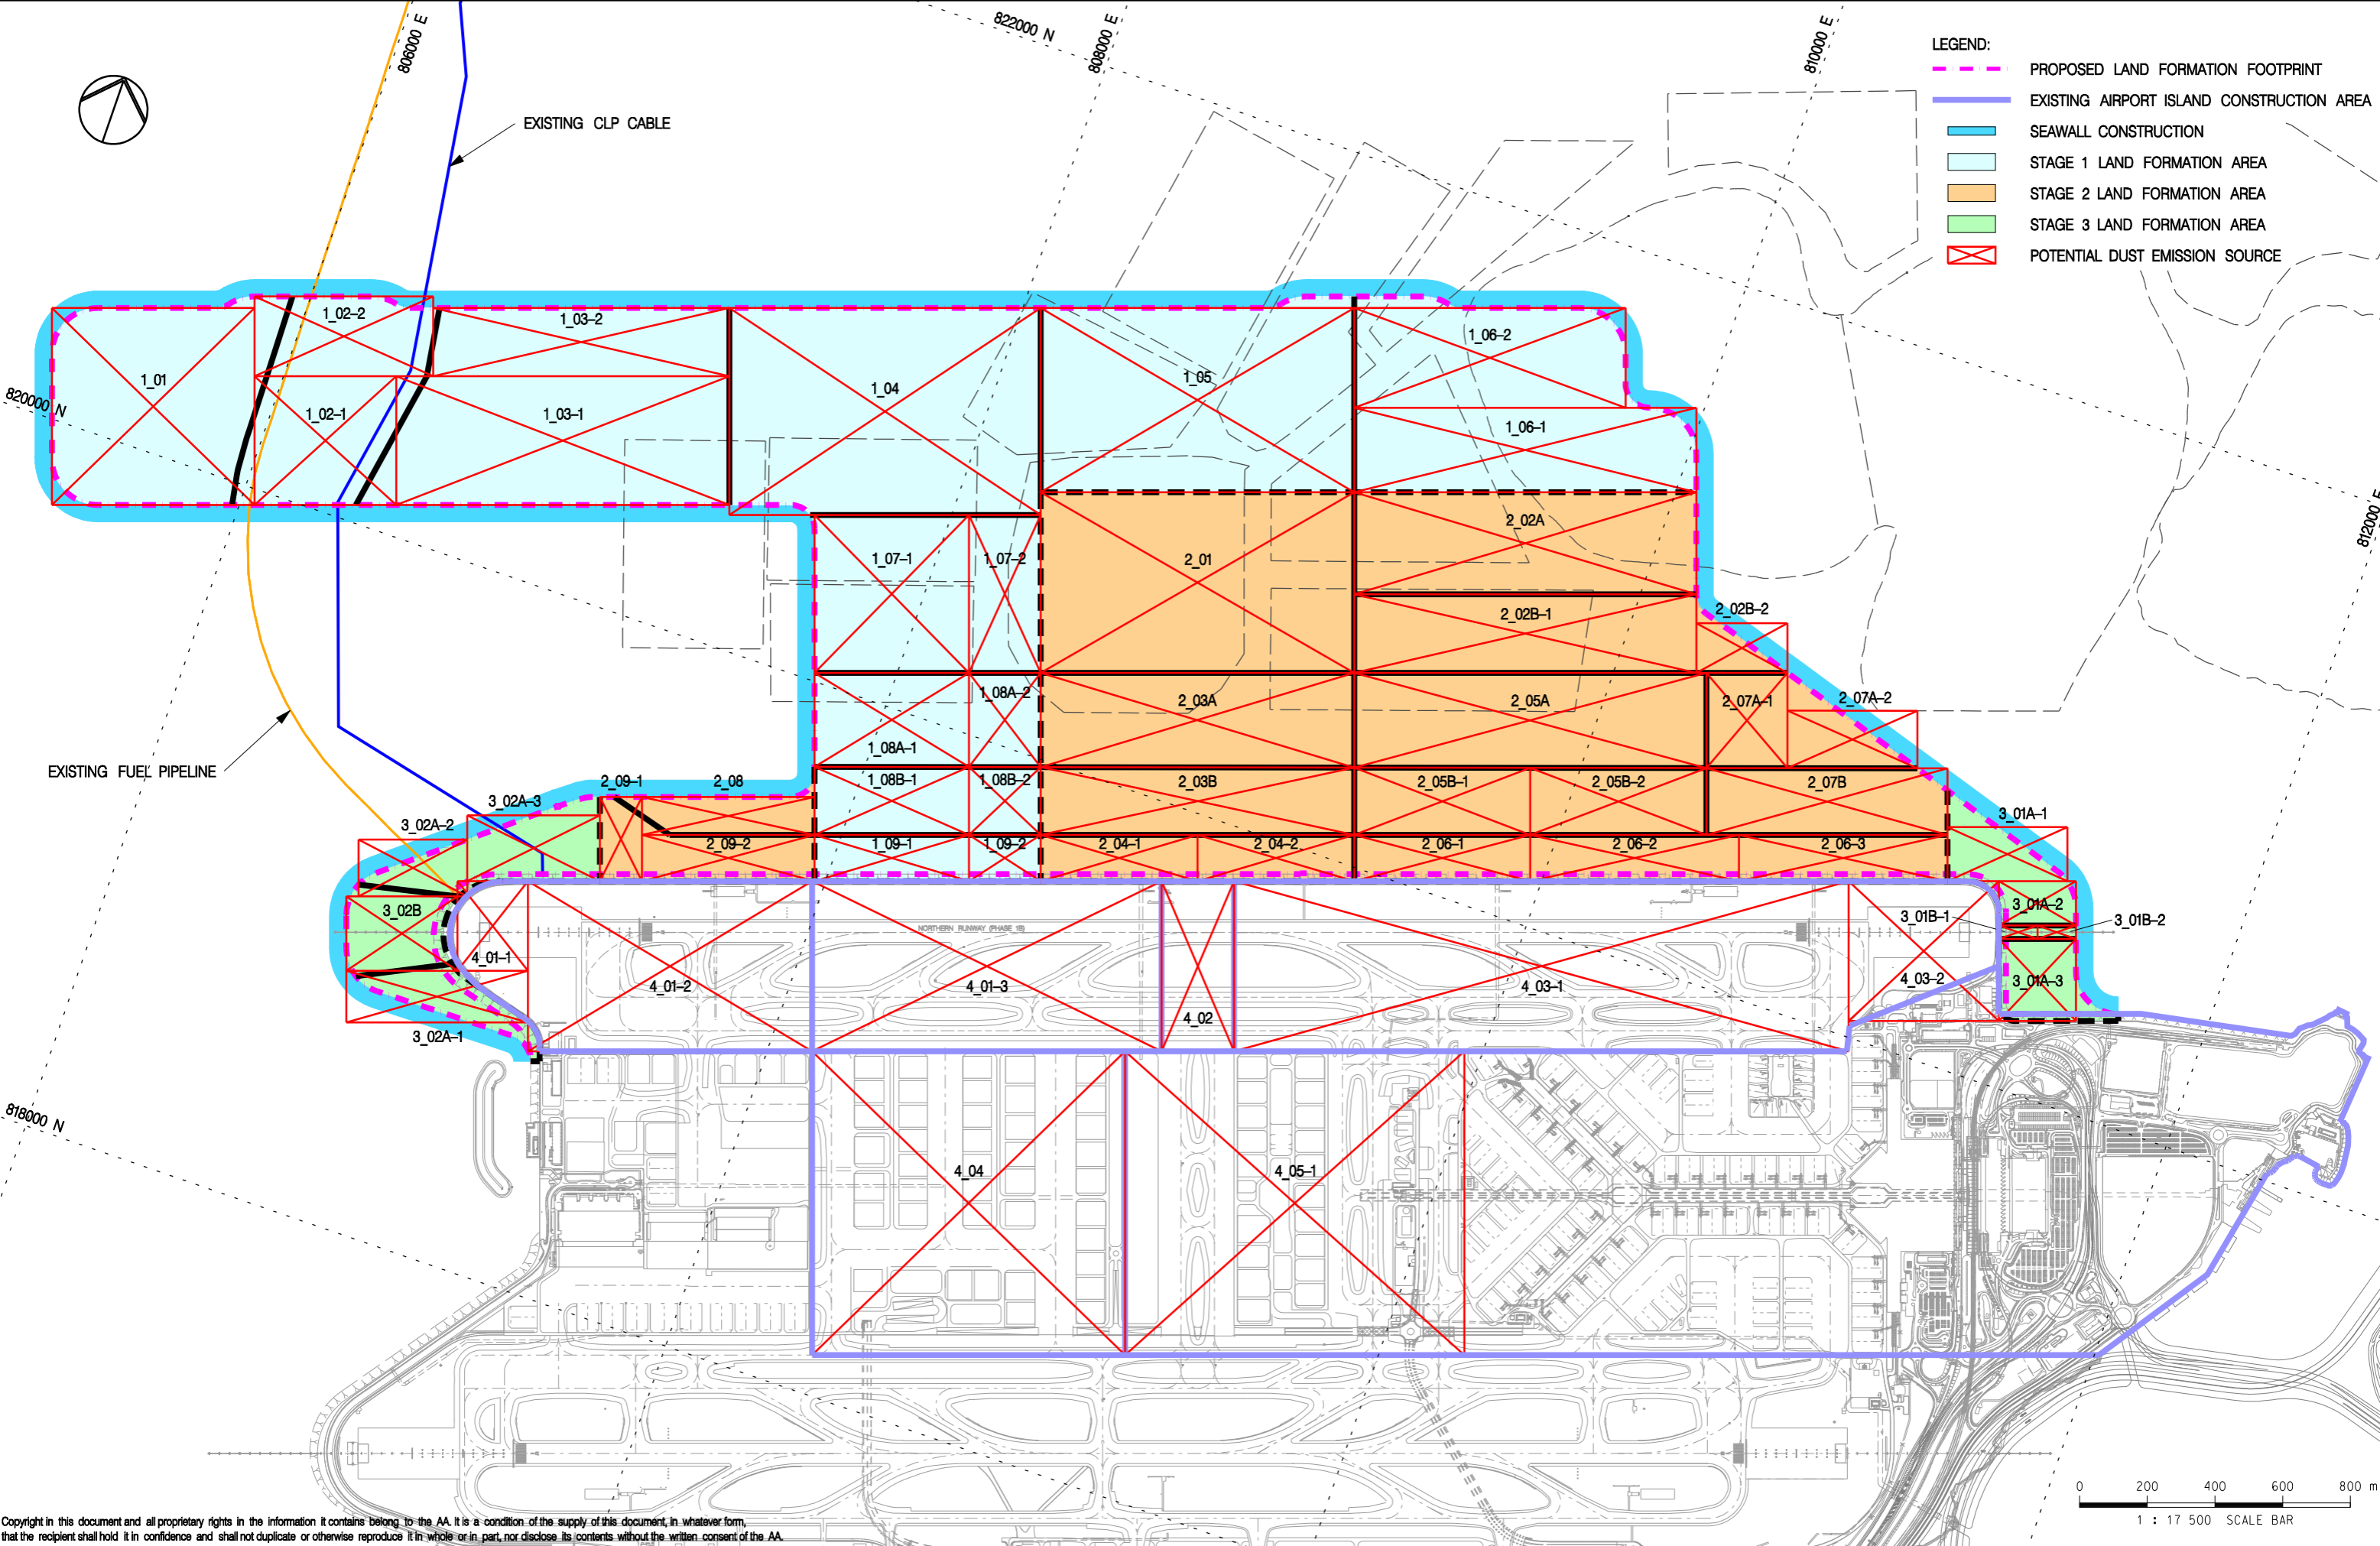 822000 N
806000 E
808000 E
810000 E
LEGEND:
PROPOSED LAND FORMATION FOOTPRINT
EXISTING AIRPORT ISLAND CONSTRUCTION AREA
SEAWALL CONSTRUCTION
STAGE 1 LAND FORMATION AREA
STAGE 2 LAND FORMATION AREA
STAGE 3 LAND FORMATION AREA
POTENTIAL DUST EMISSION SOURCE
EXISTING CLP CABLE
1_02-2
1_03-2
1_06-2
1_01
1_04
1_05
820000 N
1_02-1
1_03-1
1_06-1
812000 E
2_02A
1_07-1
1_07-2
2_01
2_02B-1
2_02B-2
1_08A-2
2_03A
2_05A
2_07A-1
2_07A-2
1_08A-1
EXISTING FUEL PIPELINE
2_09-1
2_08
1_08B-1
1_08B-2
2_03B
2_05B-1
2_05B-2
2_07B
3_02A-3
3_02A-2
3_01A-1
2_09-2
1_09-1
1_09-2
2_04-1
2_04-2
2_06-1
2_06-2
2_06-3
3_02B
3_01A-2
3_01B-1
3_01B-2
NORTHERN RUNWAY (PHASE 1B)
4_01-1
4_01-2
4_01-3
4_02
4_03-1
4_03-2
3_01A-3
3_02A-1
818000 N
4_04
4_05-1
0 200 400 600 800 m
1 : 17 500 SCALE BAR
Copyright in this document and all proprietary rights in the information it contains belong to the AA. It is a condition of the supply of this document, in whatever form,
that the recipient shall hold it in confidence and shall not duplicate or otherwise reproduce it in whole or in part, nor disclose its contents without the written consent of the AA.